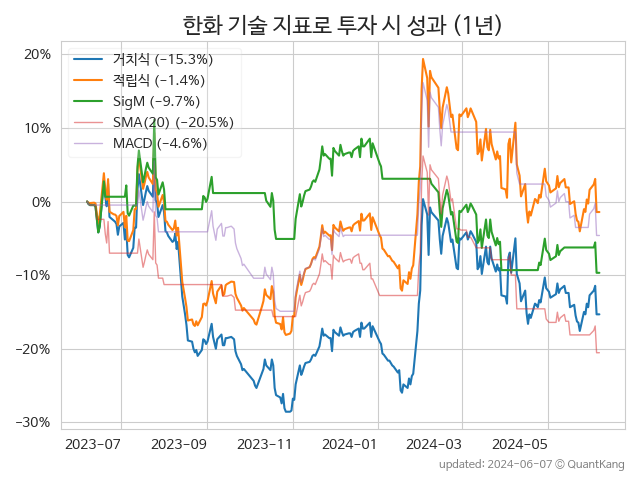 한화 기술 지표로 투자 시 성과 (1년)
거치식 (−15.3%)
적립식 (−1.4%)
SigM (−9.7%)
SMA(20) (−20.5%)
MACD (−4.6%)
20%
10%
0%
−10%
−20%
−30%
2023-07 2023-09 2023-11 2024-01 2024-03 2024-05
updated: 2024-06-07 © QuantKang